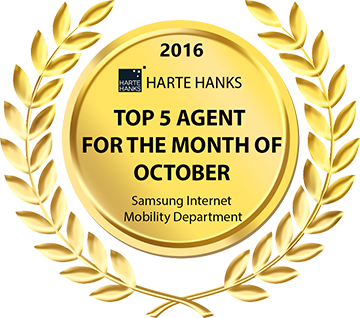 2016
HARTE
HANKS
HARTE HANKS
TOP 5 AGENT
FOR THE MONTH OF
OCTOBER
Samsung Internet
Mobility Department